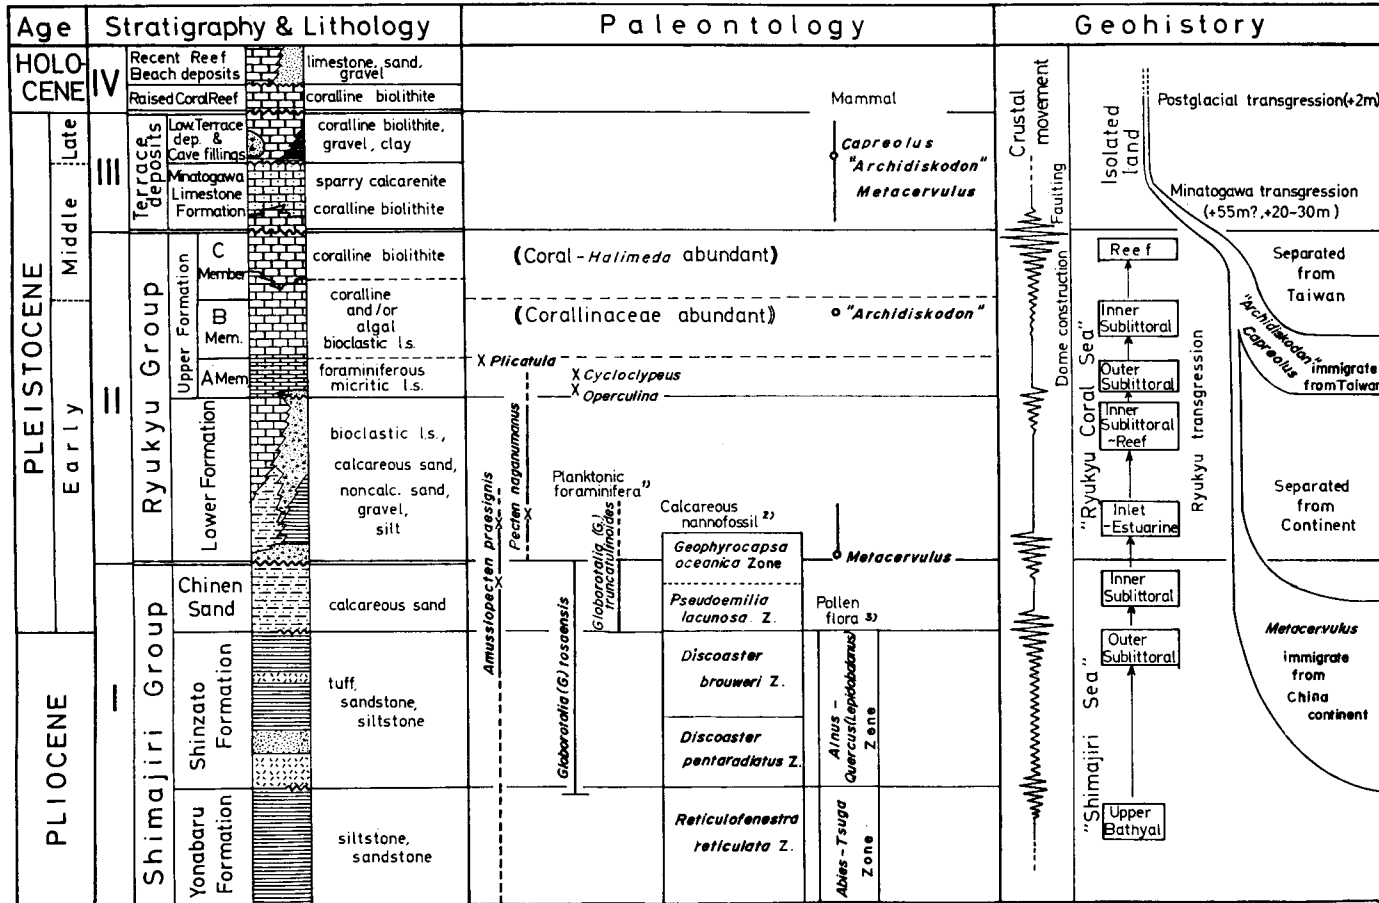 Age
Stratigraphy & Lithology
Paleontology
Geohistory
HOLO-
CENE
PLEISTOCENE
Late
Middle
Early
PLIOCENE
IV
III
II
I
Recent Reef
Beach deposits
limestone, sand,
gravel
Raised Coral Reef
coralline biolithite
Terrace
deposits
Low. Terrace
dep. &
Cave fillings
coralline biolithite,
gravel, clay
Minatogawa
Limestone
Formation
sparry calcarenite
coralline biolithite
Ryukyu Group
Upper Formation
C
Member
coralline biolithite
B
Mem.
coralline
and/or
algal
bioclastic l.s.
A Mem
foraminiferous
micritic l.s.
Lower Formation
bioclastic l.s.,
calcareous sand,
noncalc. sand,
gravel,
silt
Shimajiri Group
Chinen
Sand
calcareous sand
Shinzato
Formation
tuff,
sandstone,
siltstone
Yonabaru
Formation
siltstone,
sandstone
Mammal
Capreolus
"Archidiskodon"
Metacervulus
(Coral-Halimeda abundant)
(Corallinaceae abundant)
"Archidiskodon"
x Plicatula
x Cycloclypeus
x Operculina
Amussiopecten praesignis
Pecten naganumanus
Planktonic
foraminifera 1)
Globorotalia (G.)
truncatulinoides
Globorotalia (G) tosaensis
Calcareous
nannofossil 2)
Geophyrocapsa
oceanica Zone
Pseudoemilia
lacunosa. Z.
Discoaster
brouweri Z.
Discoaster
pentaradiatus Z.
Reticulofenestra
reticulata Z.
Metacervulus
Pollen
flora 3)
Alnus-
Quercus(Lepidobalanus)
Zene
Abies-Tsuga
Zone
Crustal
movement
Faulting
Dome construction
Isolated
land
"Ryukyu Coral Sea"
"Shimajiri Sea"
Reef
Inner
Sublittoral
Outer
Sublittoral
Inner
Sublittoral
~Reef
Inlet
-Estuarine
Inner
Sublittoral
Outer
Sublittoral
Upper
Bathyal
Ryukyu transgression
Postglacial transgression(+2m)
Minatogawa transgression
(+55m?,+20-30m)
Separated
from
Taiwan
"Archidiskodon"
Capreolus
immigrate
from Taiwan
Separated
from
Continent
Metacervulus
immigrate
from
China
continent